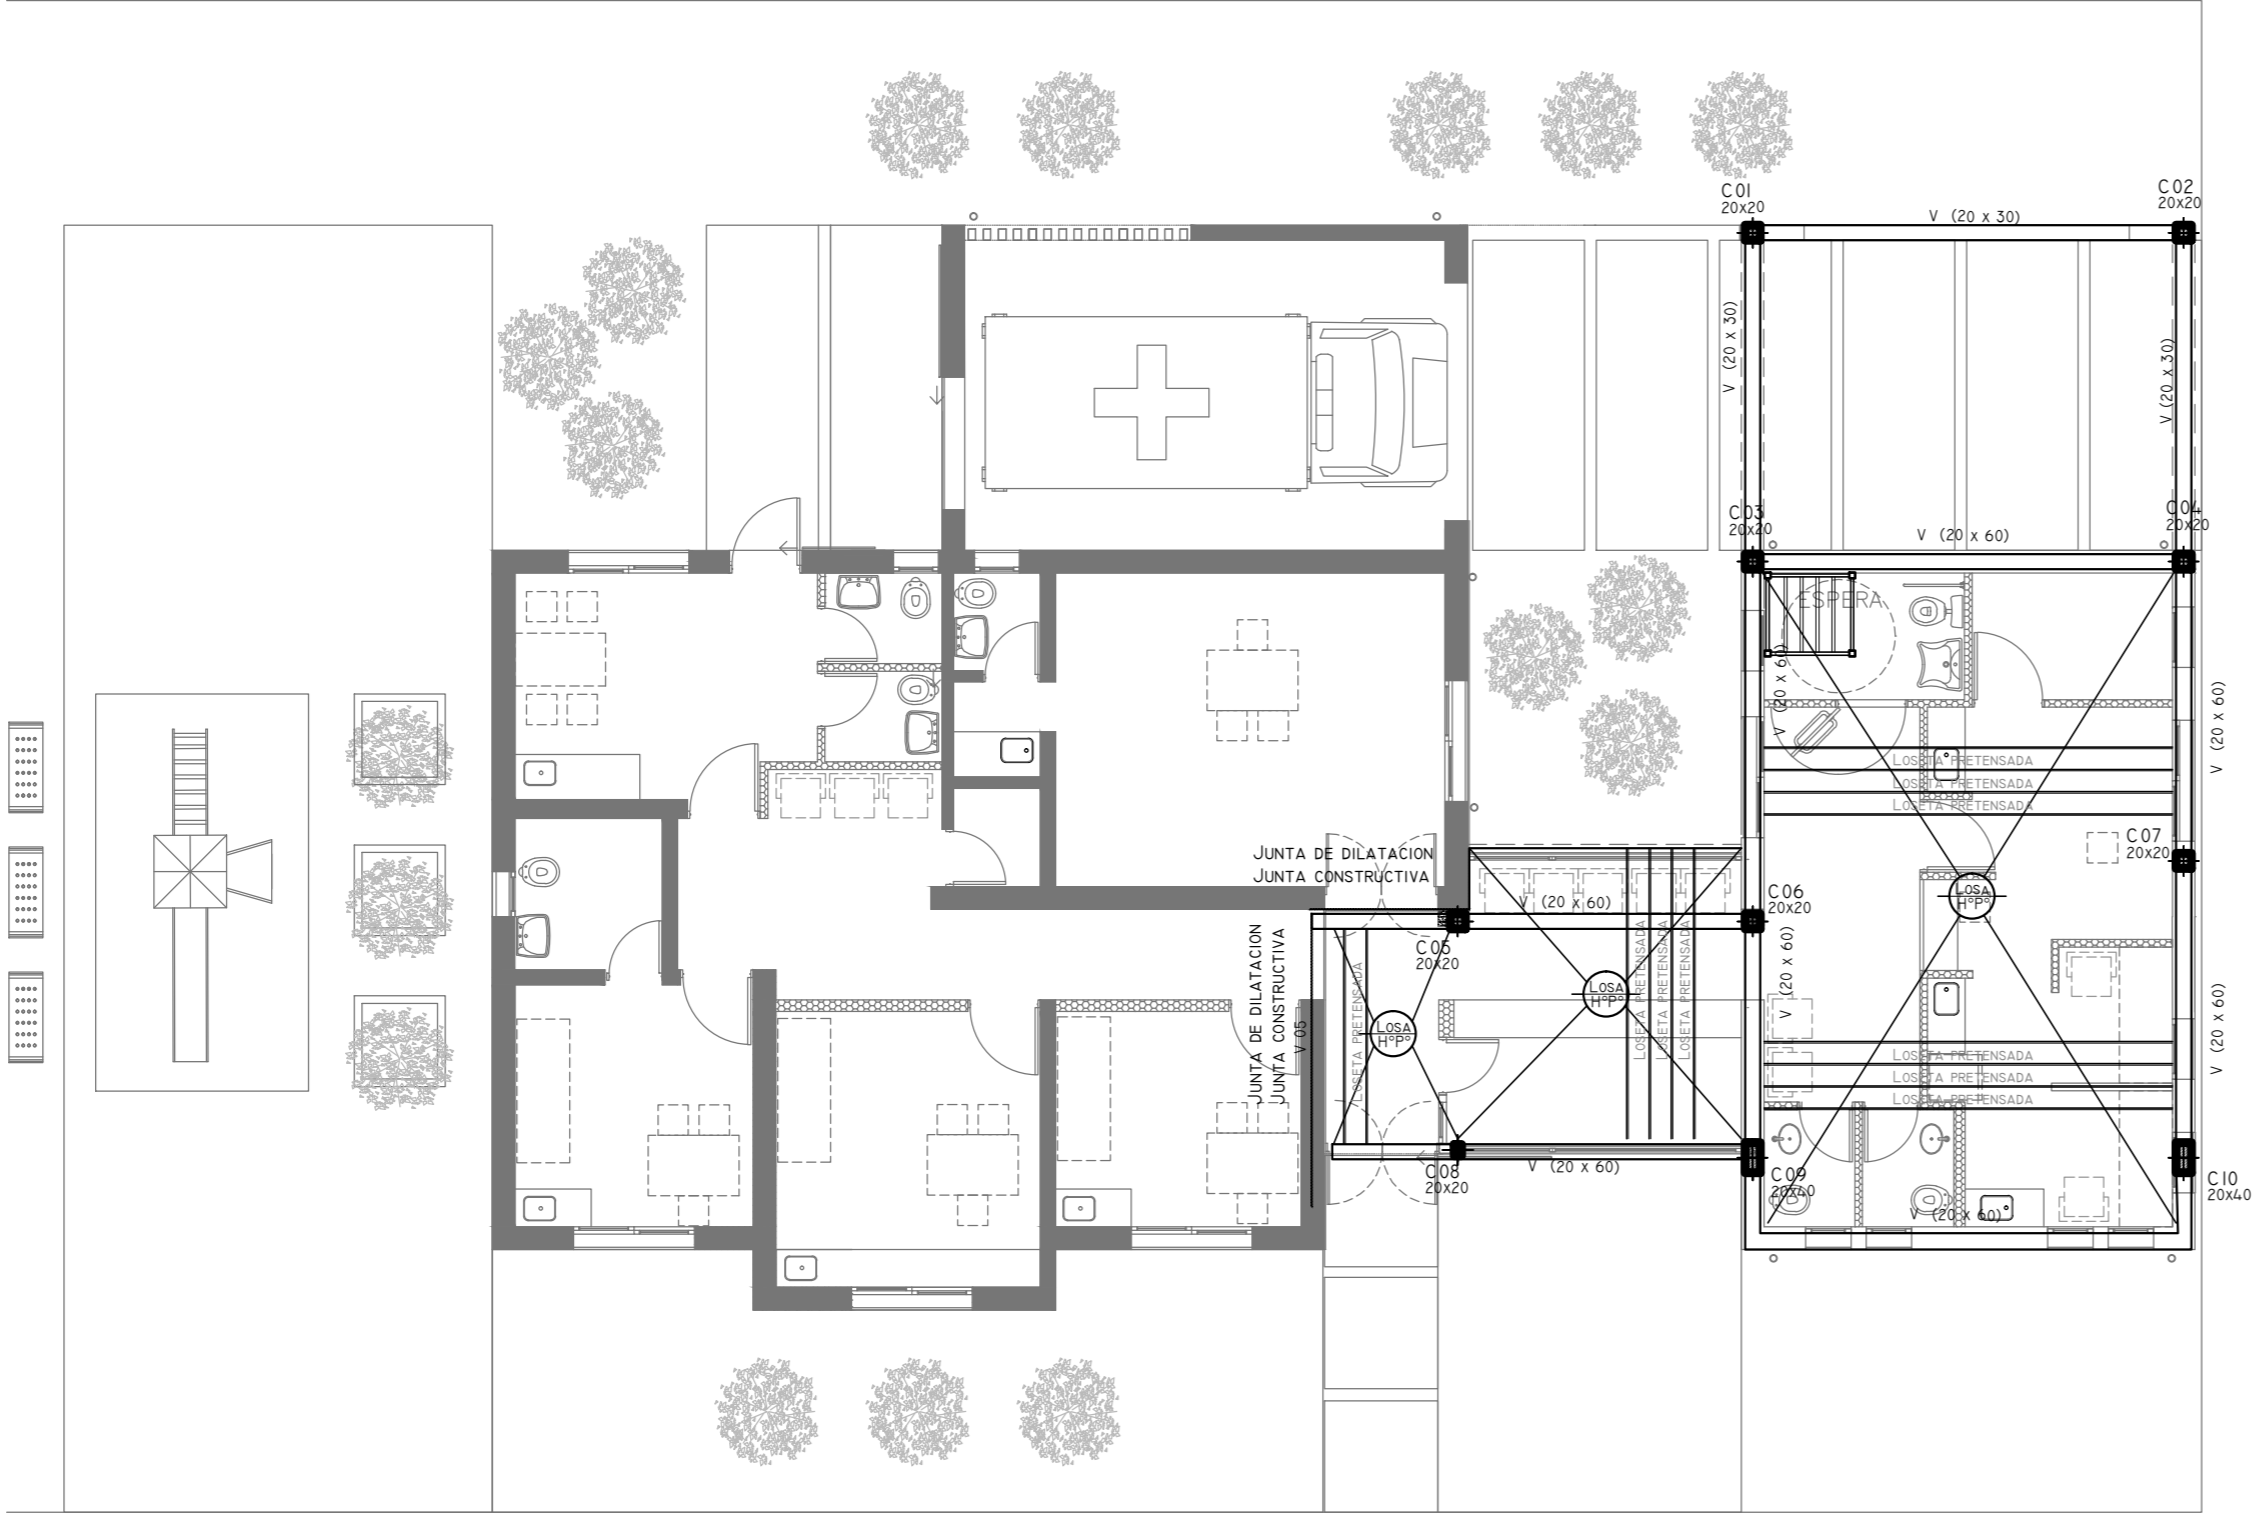 C01
20x20
C02
20x20
V (20 x 30)
V (20 x 30)
V (20 x 30)
C03
20x20
C04
20x20
V (20 x 60)
ESPERA
V (20 x 60)
V (20 x 60)
LOSETA PRETENSADA
LOSETA PRETENSADA
LOSETA PRETENSADA
C07
20x20
JUNTA DE DILATACION
JUNTA CONSTRUCTIVA
V (20 x 60)
C06
20x20
LOSA
H°P°
C05
20x20
JUNTA DE DILATACION
JUNTA CONSTRUCTIVA
V 05
LOSETA PRETENSADA
LOSA
H°P°
LOSA
H°P°
LOSETA PRETENSADA
LOSETA PRETENSADA
LOSETA PRETENSADA
V (20 x 60)
V (20 x 60)
LOSETA PRETENSADA
LOSETA PRETENSADA
LOSETA PRETENSADA
C08
20x20
V (20 x 60)
C09
20x40
C10
20x40
V (20 x 60)